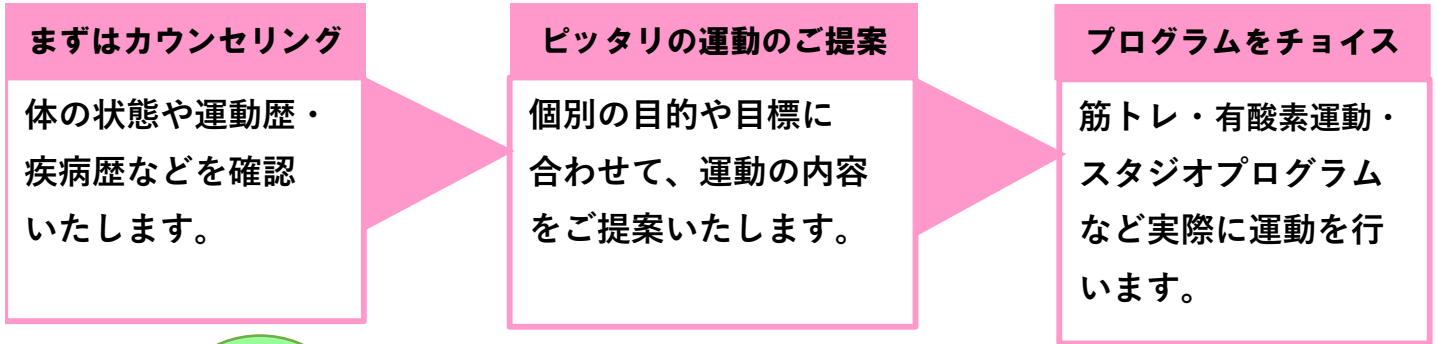 まずはカウンセリング
体の状態や運動歴・
疾病歴などを確認
いたします。
ピッタリの運動のご提案
個別の目的や目標に
合わせて、運動の内容
をご提案いたします。
プログラムをチョイス
筋トレ・有酸素運動・
スタジオプログラム
など実際に運動を行
います。